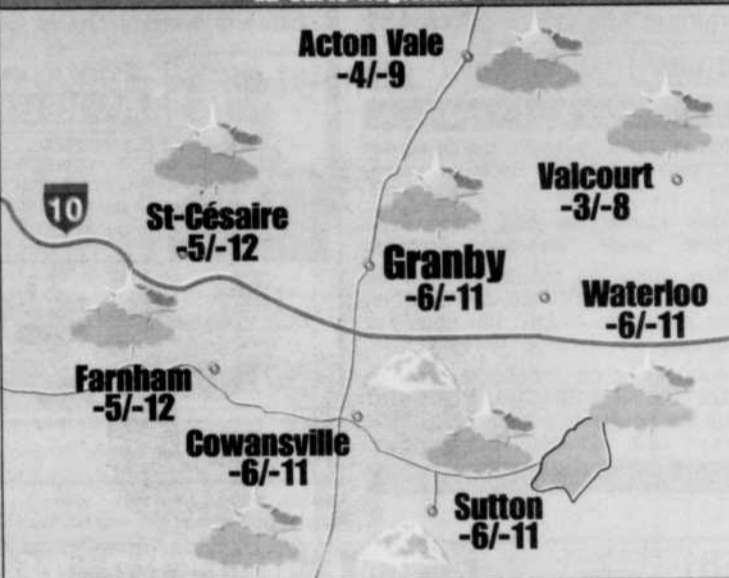 Acton Vale
-4/-9
Valcourt
-3/-8
10
St-Césaire
-5/-12
Granby
-6/-11
Waterloo
-6/-11
Farnham
-5/-12
Cowansville
-6/-11
Sutton
-6/-11